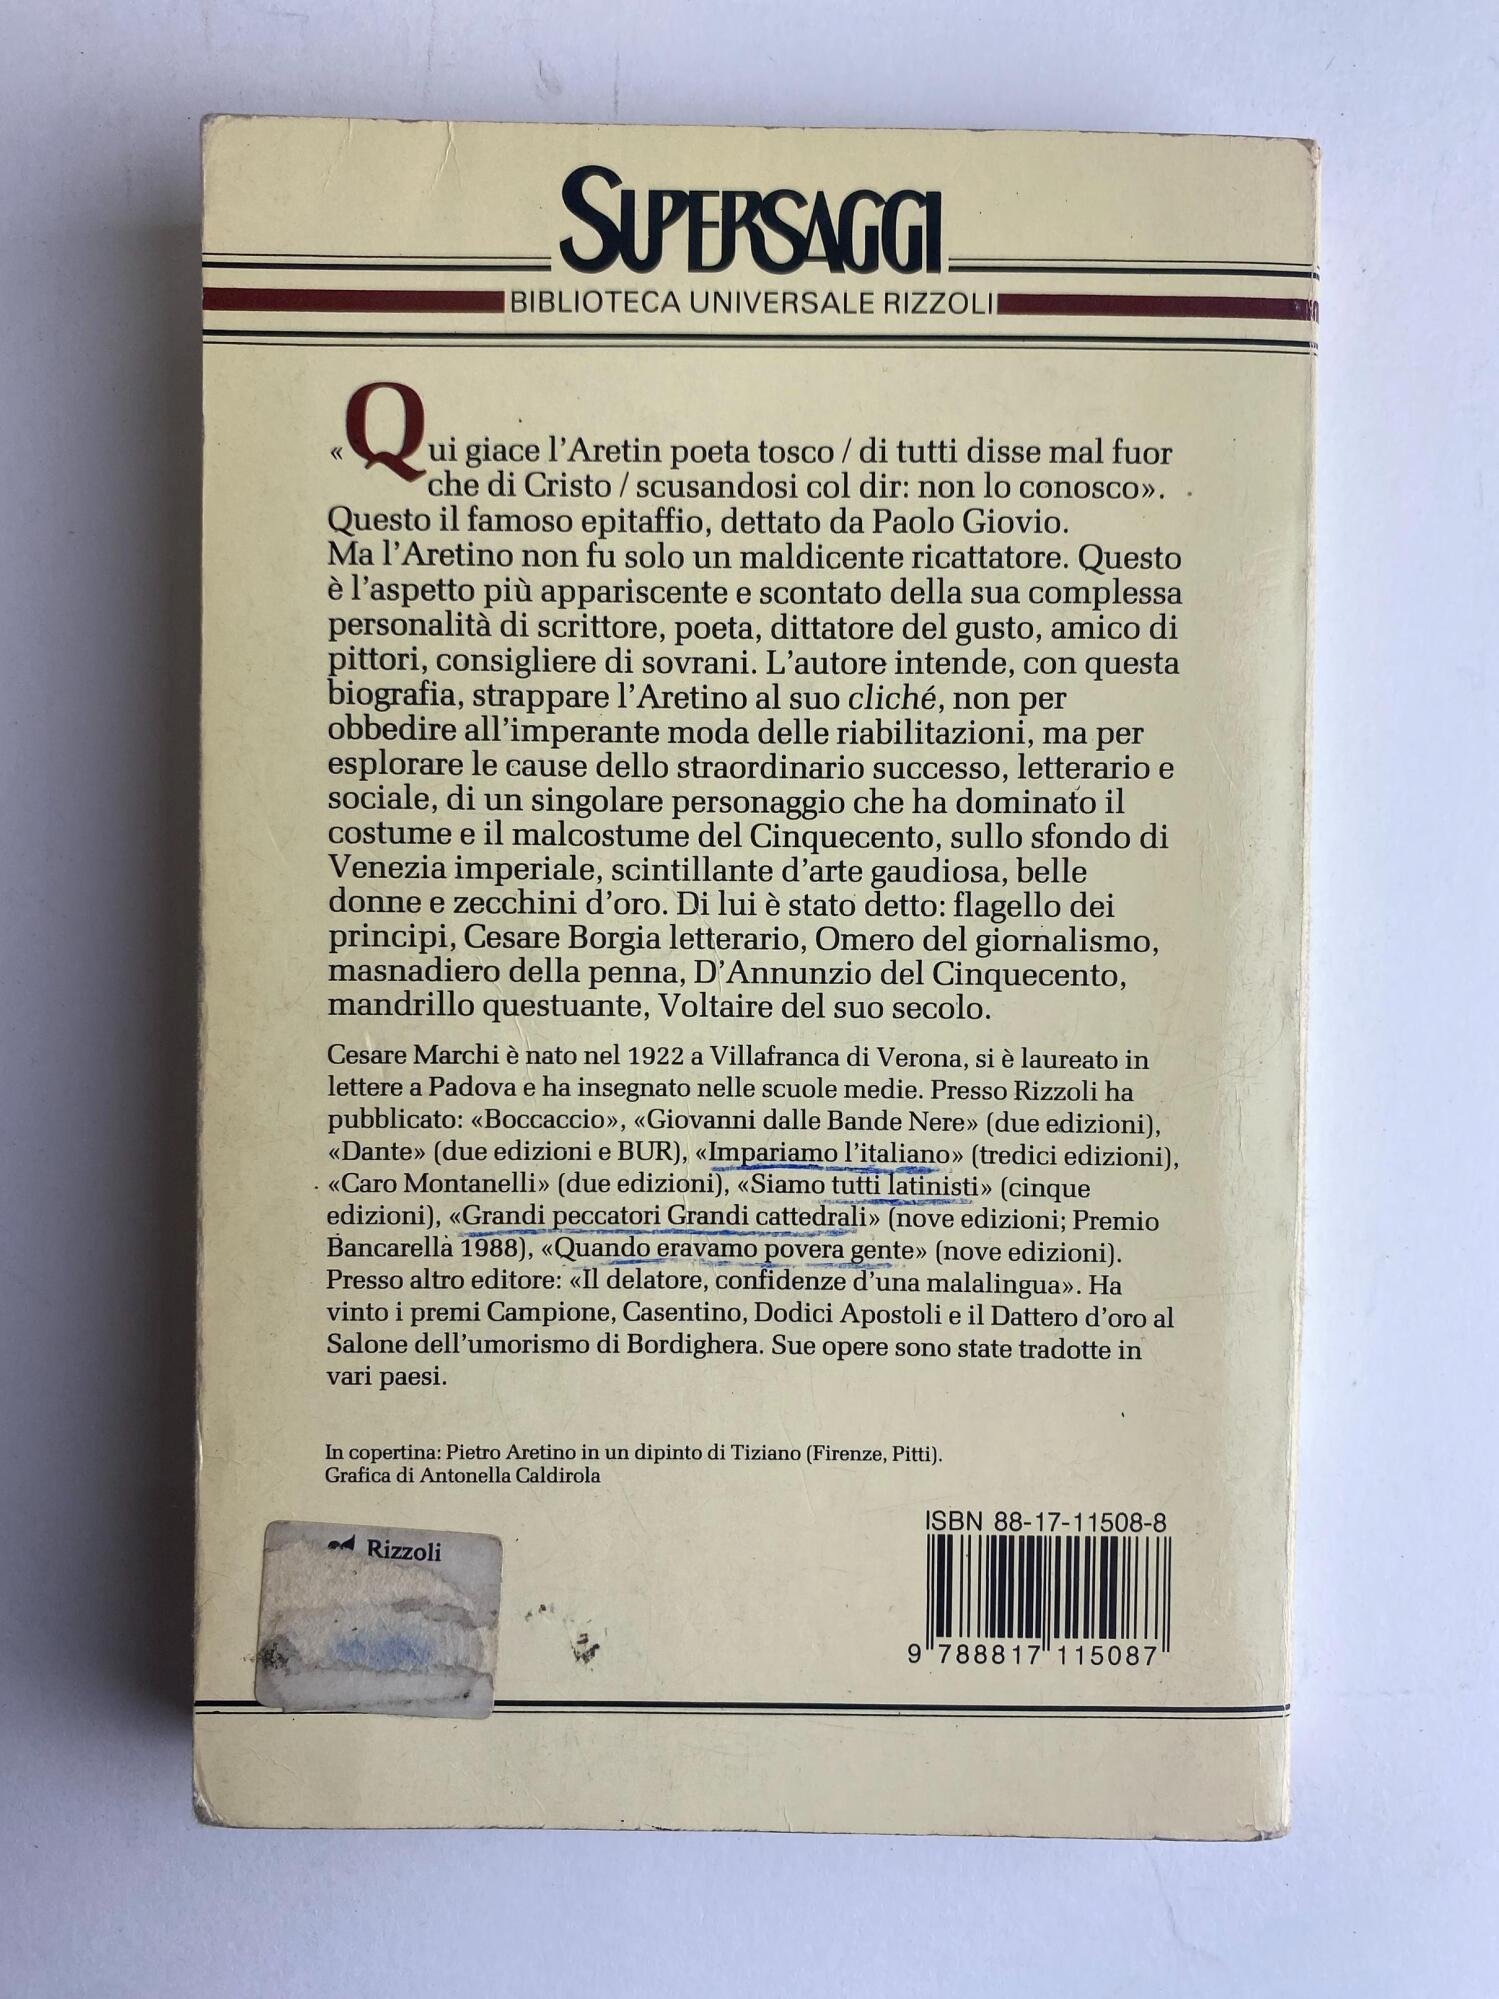 SUPERSAGGI
BIBLIOTECA UNIVERSALE RIZZOLI
«Qui giace l'Aretin poeta tosco / di tutti disse mal fuor
che di Cristo / scusandosi col dir: non lo conosco».
Questo il famoso epitaffio, dettato da Paolo Giovio.
Ma l'Aretino non fu solo un maldicente ricattatore. Questo
è l'aspetto più appariscente e scontato della sua complessa
personalità di scrittore, poeta, dittatore del gusto, amico di
pittori, consigliere di sovrani. L'autore intende, con questa
biografia, strappare l'Aretino al suo cliché, non per
obbedire all'imperante moda delle riabilitazioni, ma per
esplorare le cause dello straordinario successo, letterario e
sociale, di un singolare personaggio che ha dominato il
costume e il malcostume del Cinquecento, sullo sfondo di
Venezia imperiale, scintillante d'arte gaudiosa, belle
donne e zecchini d'oro. Di lui è stato detto: flagello dei
principi, Cesare Borgia letterario, Omero del giornalismo,
masnadiero della penna, D'Annunzio del Cinquecento,
mandrillo questuante, Voltaire del suo secolo.
Cesare Marchi è nato nel 1922 a Villafranca di Verona, si è laureato in
lettere a Padova e ha insegnato nelle scuole medie. Presso Rizzoli ha
pubblicato: «Boccaccio», «Giovanni dalle Bande Nere» (due edizioni),
«Dante» (due edizioni e BUR), «Impariamo l'italiano» (tredici edizioni),
«Caro Montanelli» (due edizioni), «Siamo tutti latinisti» (cinque
edizioni), «Grandi peccatori Grandi cattedrali» (nove edizioni; Premio
Bancarella 1988), «Quando eravamo povera gente» (nove edizioni).
Presso altro editore: «Il delatore, confidenze d'una malalingua». Ha
vinto i premi Campione, Casentino, Dodici Apostoli e il Dattero d'oro al
Salone dell'umorismo di Bordighera. Sue opere sono state tradotte in
vari paesi.
In copertina: Pietro Aretino in un dipinto di Tiziano (Firenze, Pitti).
Grafica di Antonella Caldirola
ISBN 88-17-11508-8
Rizzoli
9 788817 115087